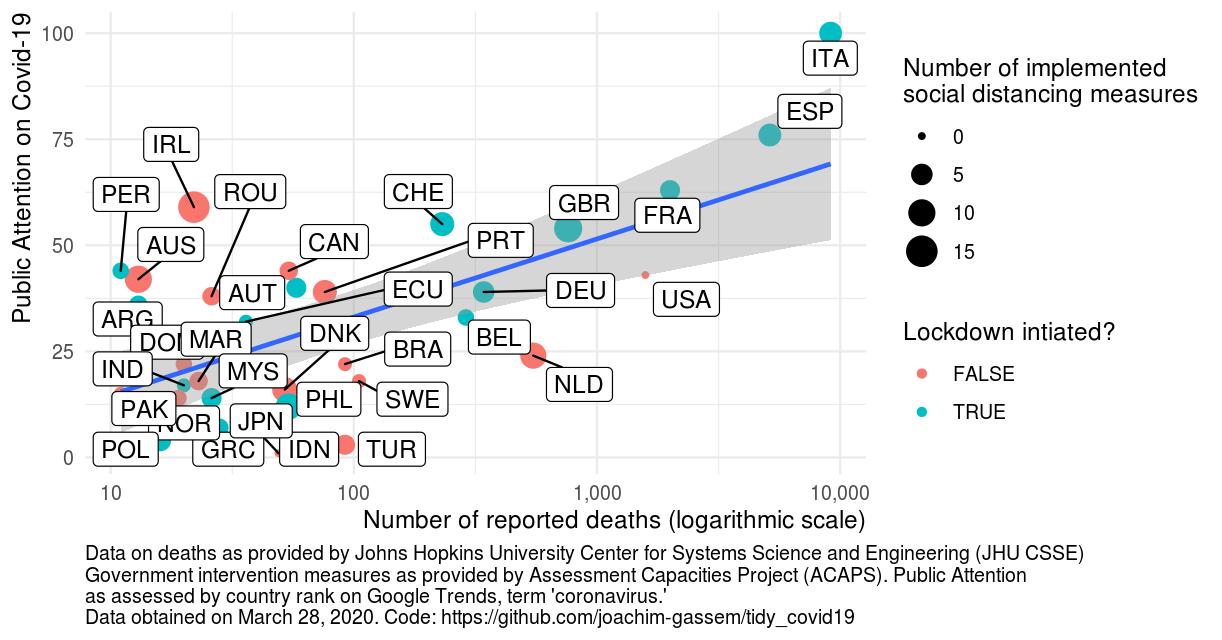 Public Attention on Covid-19
100
75
50
25
0
ITA
ESP
IRL
PER
ROU
CHE
GBR
FRA
AUS
CAN
PRT
AUT
ECU
DEU
USA
ARG
MAR
DNK
BEL
BRA
IND
MYS
NLD
PAK
NOR
PHL
SWE
JPN
POL
GRC
IDN
TUR
10
100
1,000
10,000
Number of reported deaths (logarithmic scale)
Number of implemented
social distancing measures
0
5
10
15
Lockdown intiated?
FALSE
TRUE
Data on deaths as provided by Johns Hopkins University Center for Systems Science and Engineering (JHU CSSE)
Government intervention measures as provided by Assessment Capacities Project (ACAPS). Public Attention
as assessed by country rank on Google Trends, term 'coronavirus.'
Data obtained on March 28, 2020. Code: https://github.com/joachim-gassem/tidy_covid19